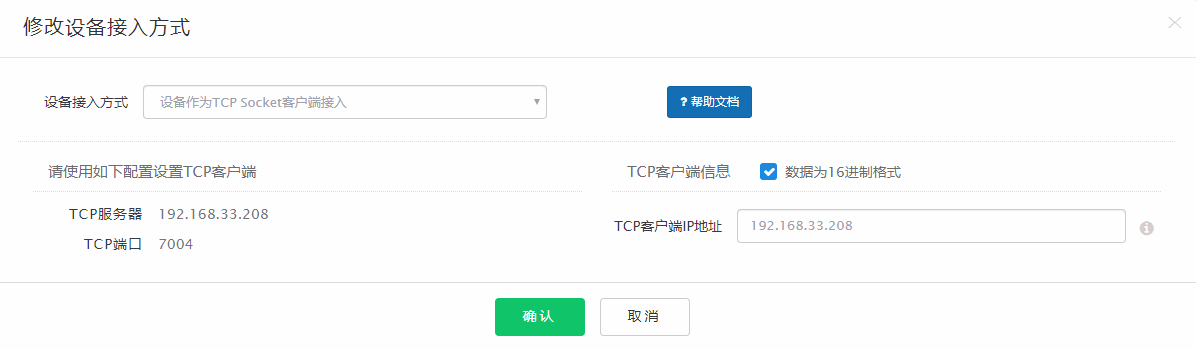 修改设备接入方式
设备接入方式 设备作为TCP Socket客户端接入 ? 帮助文档
请使用如下配置设置TCP客户端
TCP服务器 192.168.33.208
TCP端口 7004
TCP客户端信息 数据为16进制格式
TCP客户端IP地址 192.168.33.208
确认 取消